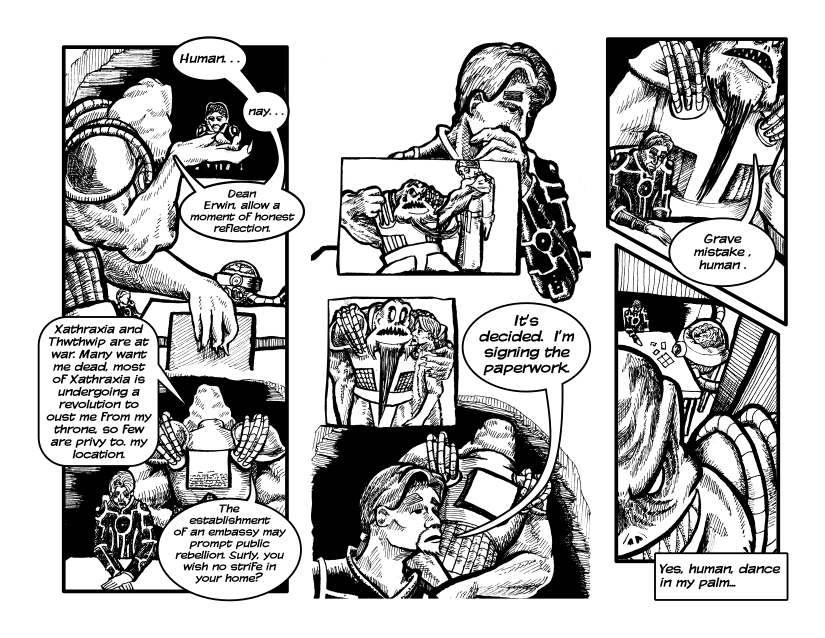 Human. . .
nay. . .
Dean
Erwin, allow a
moment of honest
reflection.
Xathraxia and
Thwthwip are at
war. Many want
me dead, most
of Xathraxia is
undergoing a
revolution to
oust me from my
throne, so few
are privy to. my
location.
The
establishment
of an embassy may
prompt public
rebellion. Surly, you
wish no strife in
your home?
It's
decided. I'm
signing the
paperwork.
Grave
mistake ,
human .
Yes, human, dance
in my palm...